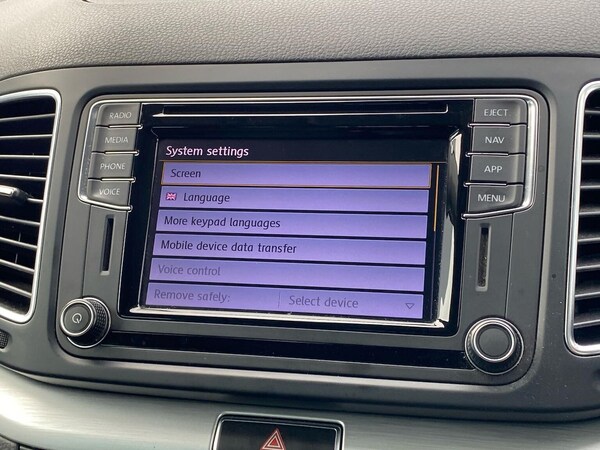 RADIO
MEDIA
PHONE
VOICE
EJECT
NAV
APP
MENU
System settings
Screen
Language
More keypad languages
Mobile device data transfer
Voice control
Remove safely: Select device